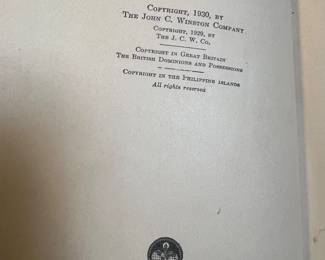 Copyright, 1930, by
The John C. Winston Company
Copyright, 1929, by
The J. C. W. Co.
Copyright in Great Britain
The British Dominions and Possessions
Copyright in the Philippine Islands
All rights reserved